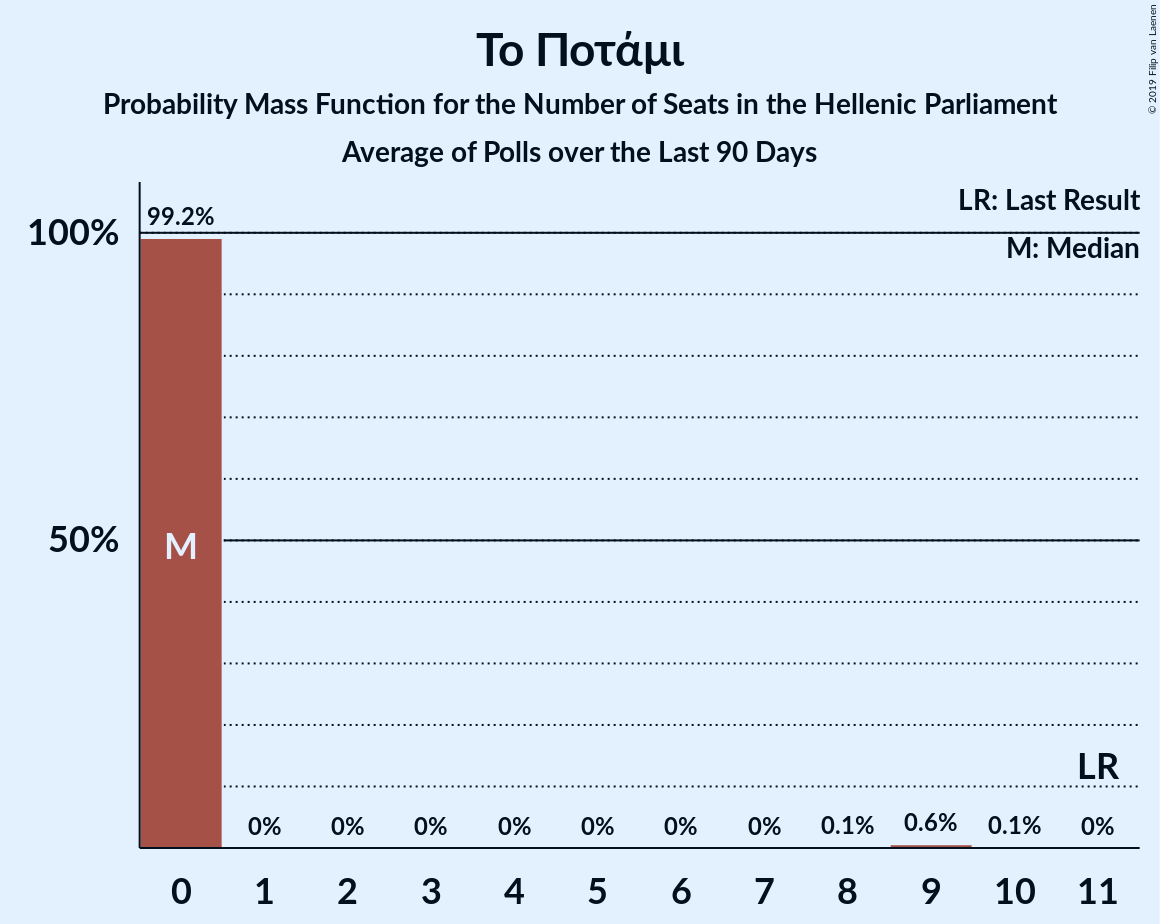 Το Ποτάμι
Probability Mass Function for the Number of Seats in the Hellenic Parliament
Average of Polls over the Last 90 Days
© 2019 Filip van Laenen
LR: Last Result
M: Median
99.2%
100%
50%
M
LR
0% 0% 0% 0% 0% 0% 0% 0.1% 0.6% 0.1% 0%
0 1 2 3 4 5 6 7 8 9 10 11